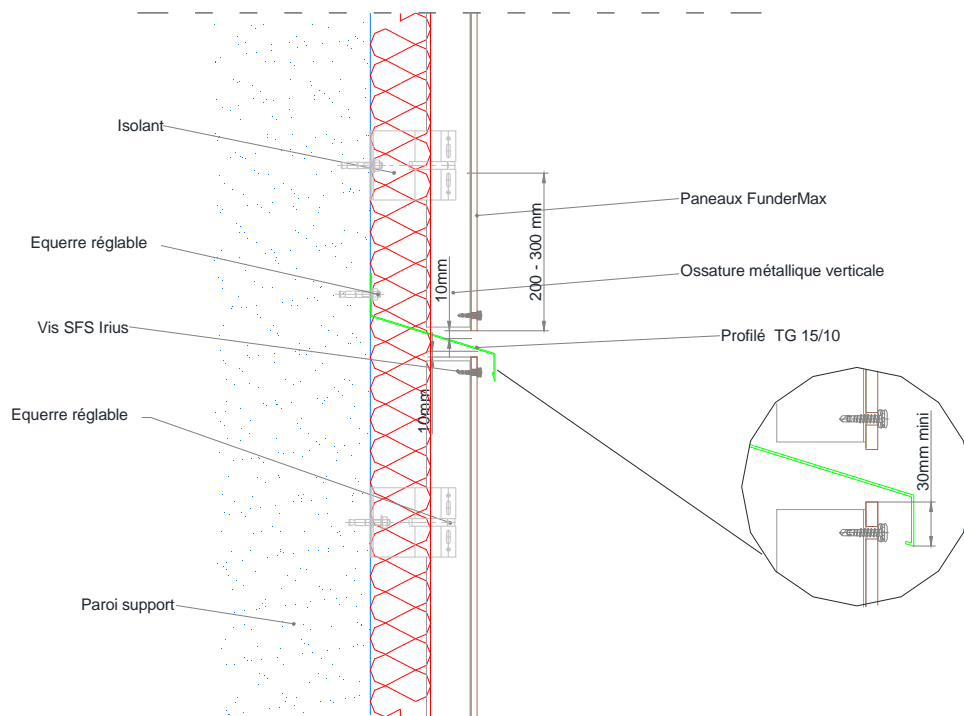 Isolant
Paneaux FunderMax
200 - 300 mm
Equerre réglable
10mm
Ossature métallique verticale
Vis SFS Irius
Profilé TG 15/10
Equerre réglable
10mm
30mm mini
Paroi support